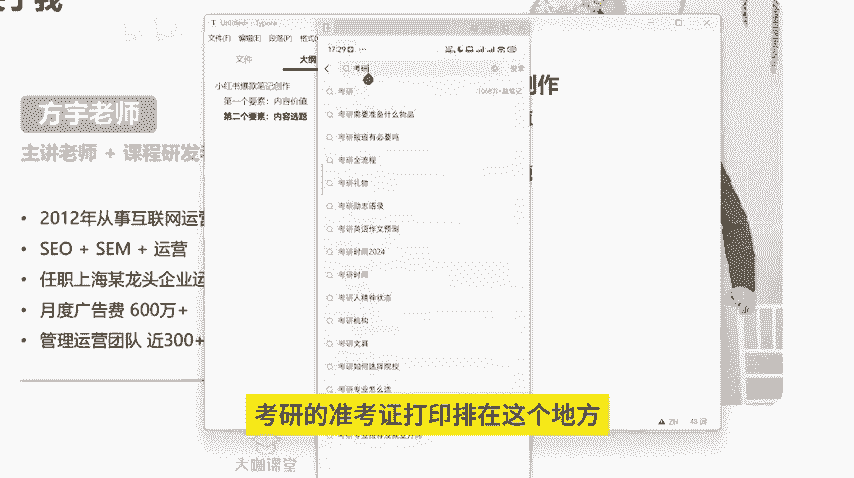 方宇老师
主讲老师 + 课程研发
• 2012年从事互联网运营
• SEO + SEM + 运营
• 任职上海某龙头企业运
• 月度广告费 600万+
• 管理运营团队 近300+
Untitled• - Typora
文件(F) 编辑(E) 段落(P) 格式(
文件
大纲
小红书爆款笔记创作
第一个要素：内容价值
第二个要素：内容选题
创作
17:29
考研
搜索
考研
考研需要准备什么物品
考研报班有必要吗
考研全流程
考研礼物
考研励志语录
考研英语作文预测
考研时间2024
考研时间
考研人精神状态
考研机构
考研文具
考研如何选择院校
考研专业怎么选
考研的准考证打印排在这个地方
大咖课堂